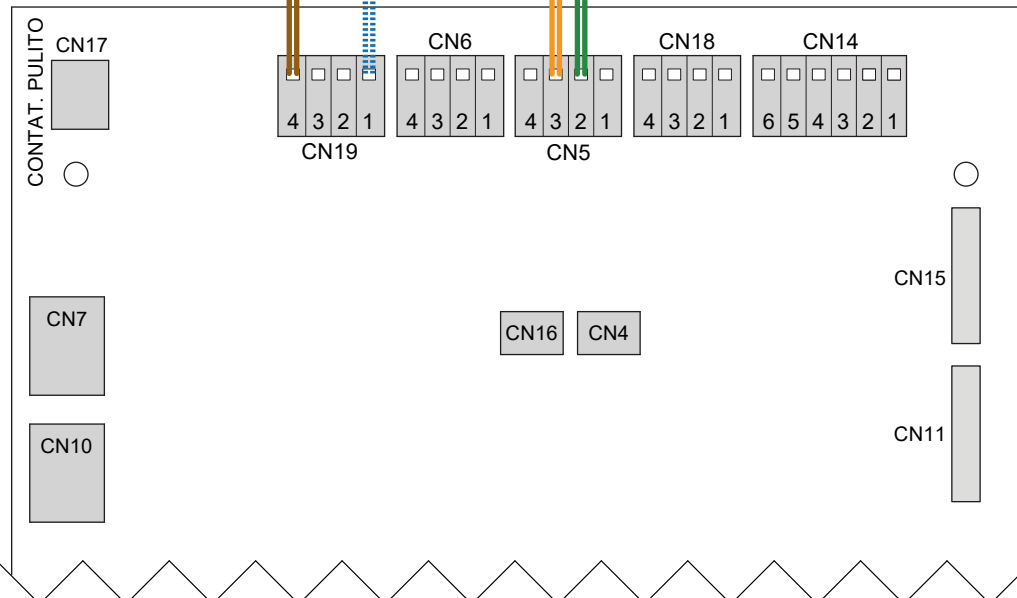 CONTAT. PULITO
CN17
CN6
CN18
CN14
4 3 2 1
4 3 2 1
4 3 2 1
4 3 2 1
6 5 4 3 2 1
CN19
CN5
CN15
CN7
CN16
CN4
CN11
CN10